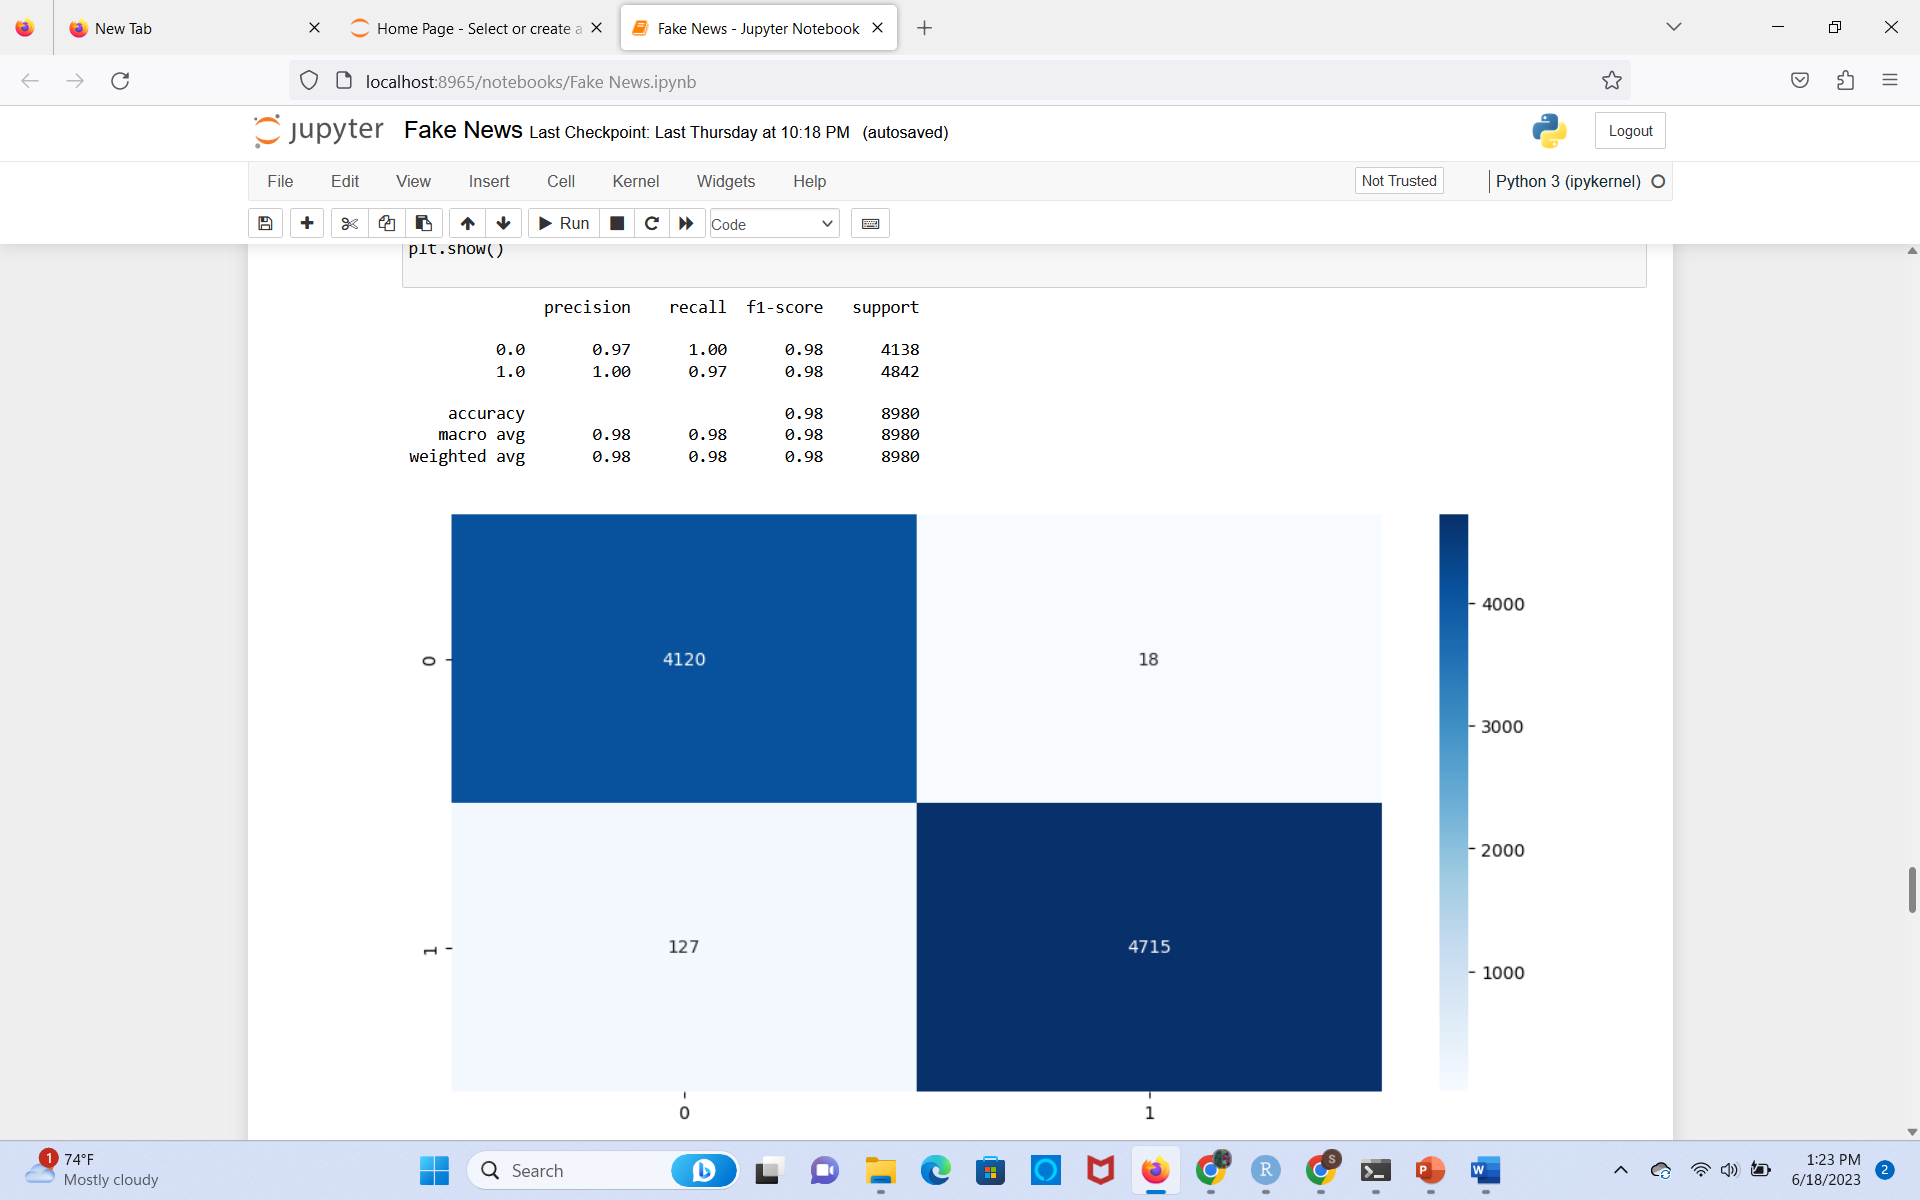 New Tab
Home Page - Select or create a
Fake News - Jupyter Notebook
localhost:8965/notebooks/Fake News.ipynb
jupyter Fake News Last Checkpoint: Last Thursday at 10:18 PM (autosaved)
Logout
File Edit View Insert Cell Kernel Widgets Help
Not Trusted
Python 3 (ipykernel)
Run
Code
plt.show()
precision recall f1-score support
0.0 0.97 1.00 0.98 4138
1.0 1.00 0.97 0.98 4842
accuracy 0.98 8980
macro avg 0.98 0.98 0.98 8980
weighted avg 0.98 0.98 0.98 8980
4000
0
4120
18
3000
2000
1
127
4715
1000
0
1
1
74°F
Mostly cloudy
Search
b
R
S
P
W
1:23 PM
6/18/2023
2